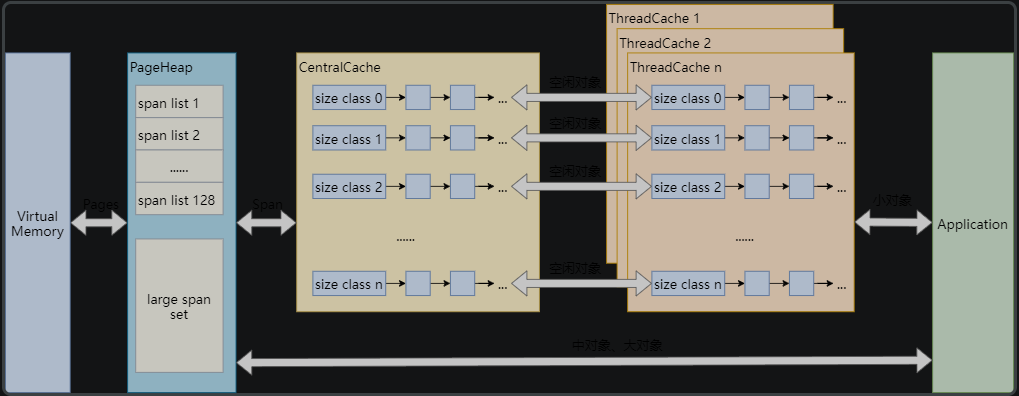 Virtual
Memory
Pages
PageHeap
span list 1
span list 2
......
span list 128
large span
set
Span
CentralCache
size class 0
...
size class 1
...
size class 2
...
......
size class n
...
空闲对象
空闲对象
空闲对象
空闲对象
ThreadCache 1
ThreadCache 2
ThreadCache n
size class 0
...
size class 1
...
size class 2
...
......
size class n
...
小对象
中对象、大对象
Application